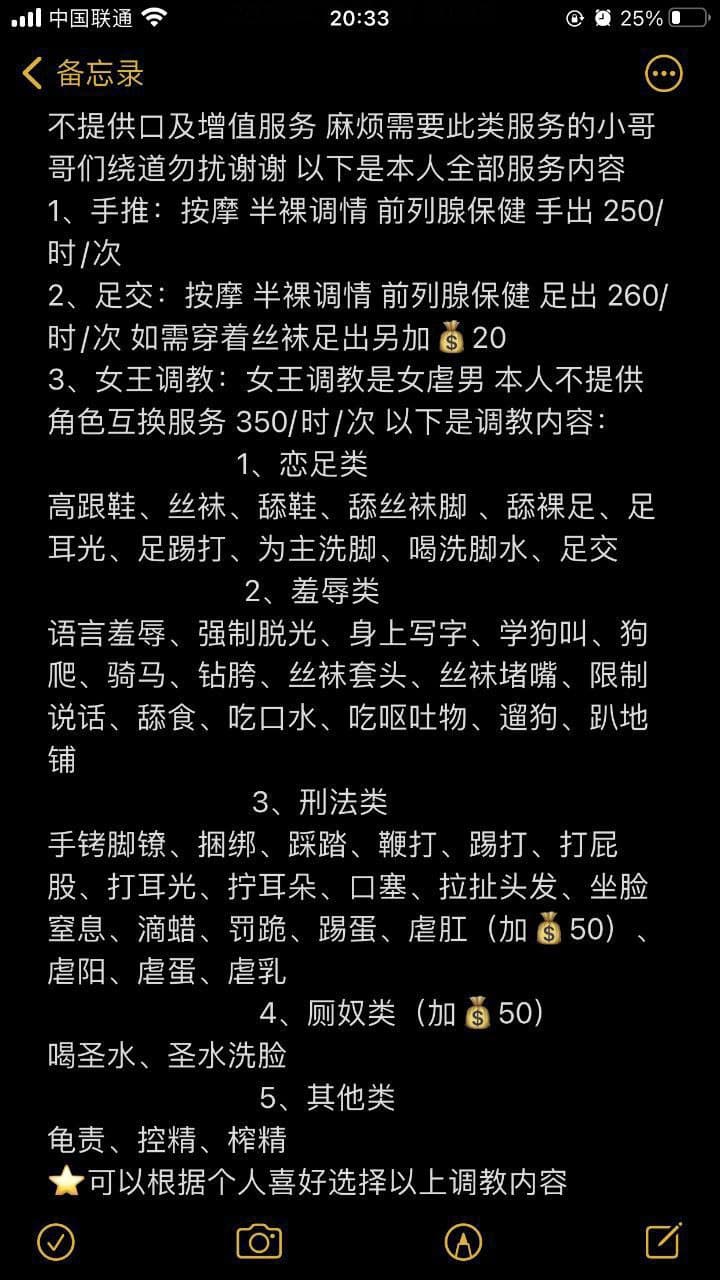 中国联通 20:33 25%
备忘录
不提供口及增值服务 麻烦需要此类服务的小哥
哥们绕道勿扰谢谢 以下是本人全部服务内容
1、手推：按摩 半裸调情 前列腺保健 手出 250/
时/次
2、足交：按摩 半裸调情 前列腺保健 足出 260/
时/次 如需穿着丝袜足出另加💰20
3、女王调教：女王调教是女虐男 本人不提供
角色互换服务 350/时/次 以下是调教内容：
1、恋足类
高跟鞋、丝袜、舔鞋、舔丝袜脚 、舔裸足、足
耳光、足踢打、为主洗脚、喝洗脚水、足交
2、羞辱类
语言羞辱、强制脱光、身上写字、学狗叫、狗
爬、骑马、钻胯、丝袜套头、丝袜堵嘴、限制
说话、舔食、吃口水、吃呕吐物、遛狗、趴地
铺
3、刑法类
手铐脚镣、捆绑、踩踏、鞭打、踢打、打屁
股、打耳光、拧耳朵、口塞、拉扯头发、坐脸
窒息、滴蜡、罚跪、踢蛋、虐肛（加💰50）、
虐阳、虐蛋、虐乳
4、厕奴类（加💰50）
喝圣水、圣水洗脸
5、其他类
龟责、控精、榨精
⭐可以根据个人喜好选择以上调教内容